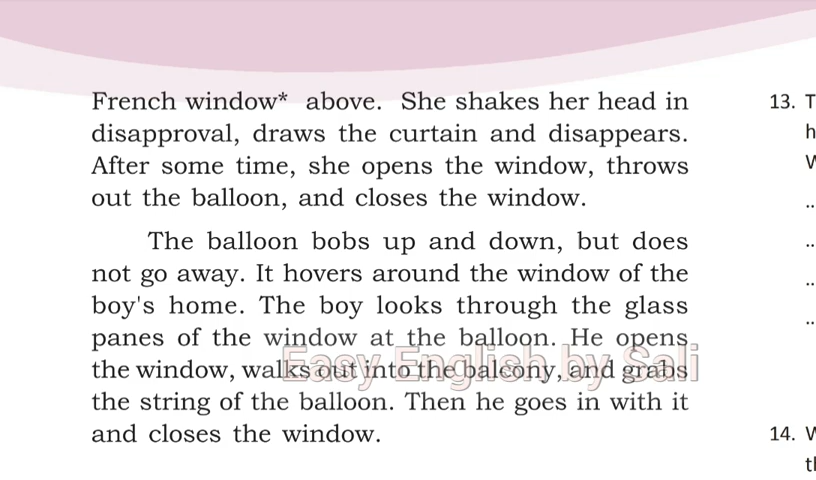 French window* above. She shakes her head in
disapproval, draws the curtain and disappears.
After some time, she opens the window, throws
out the balloon, and closes the window.
The balloon bobs up and down, but does
not go away. It hovers around the window of the
boy's home. The boy looks through the glass
panes of the window at the balloon. He opens
the window, walks out into the balcony, and grabs
the string of the balloon. Then he goes in with it
and closes the window.
Easy English by Sali
13. T
h
W
..
..
..
..
14. W
th